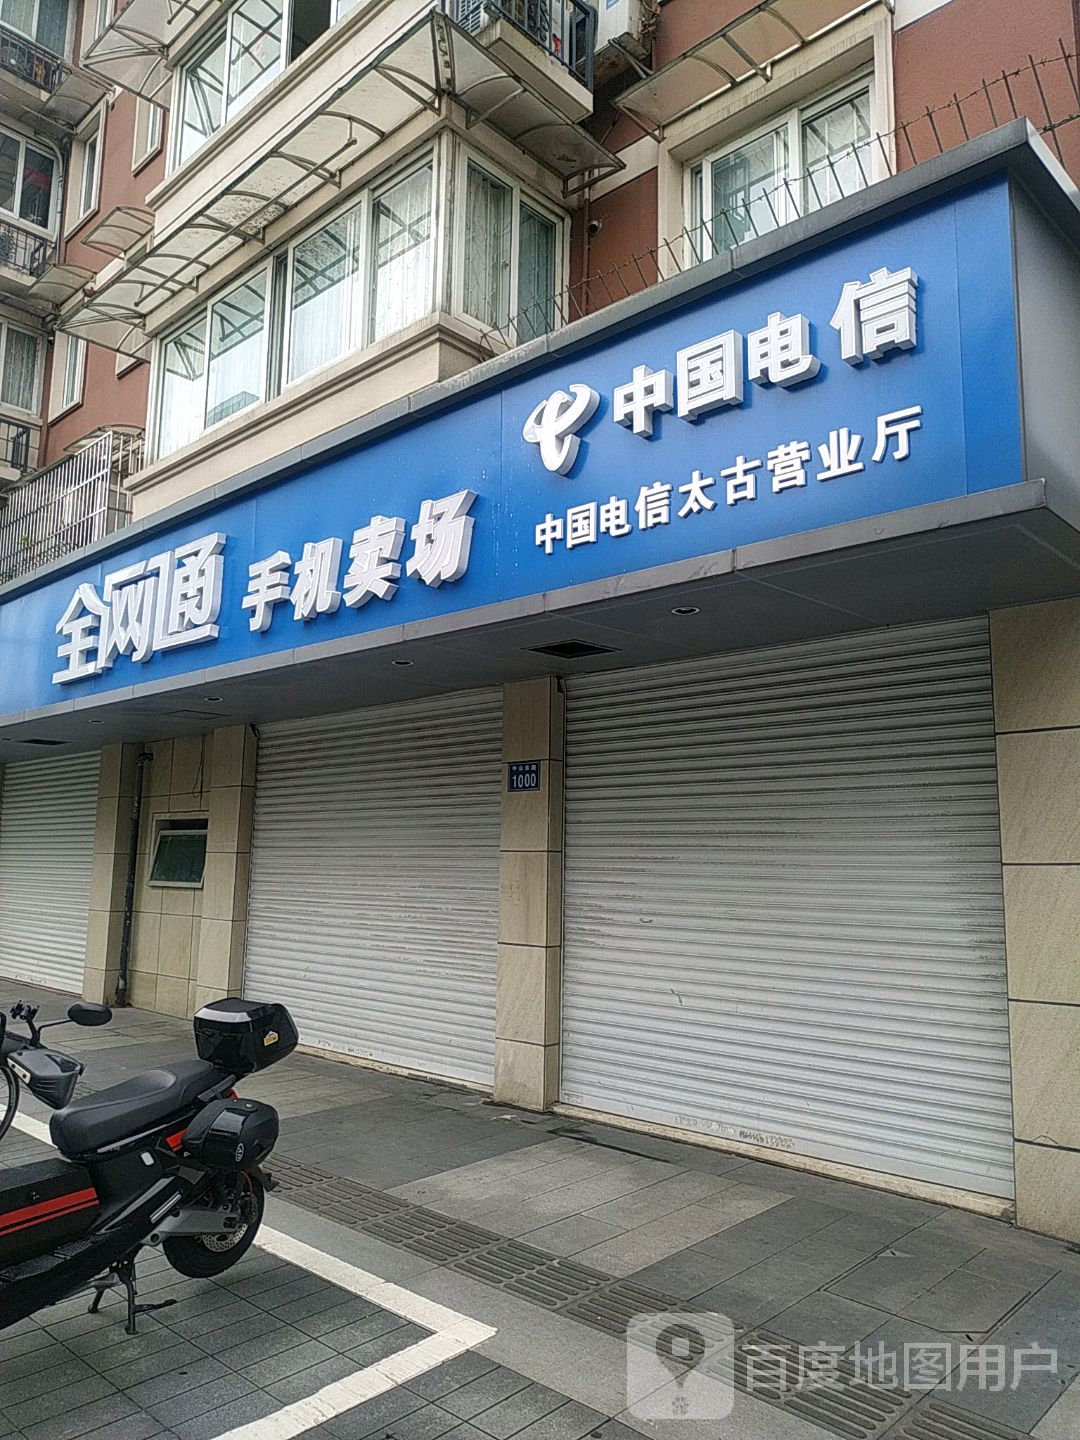 全网通 手机卖场
中国电信
中国电信太古营业厅
1000
百度地图用户